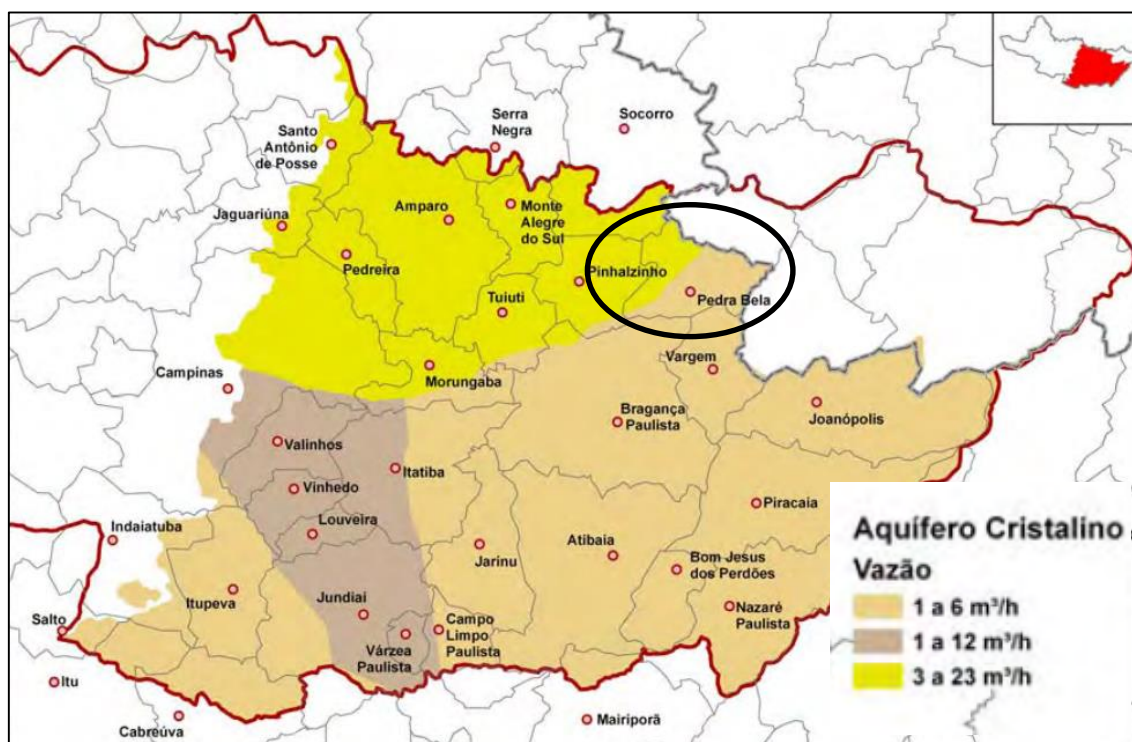 Socorro
Serra
Negra
Santo
Antônio
de Posse
Monte
Alegre
do Sul
Amparo
Jaguariúna
Pedreira
Pinhalzinho
Tuiuti
Pedra Bela
Morungaba
Vargem
Campinas
Bragança
Paulista
Joanópolis
Valinhos
Itatiba
Vinhedo
Piracaia
Louveira
Indaiatuba
Jarinu
Atibaia
Bom Jesus
dos Perdões
Itupeva
Jundiaí
Nazaré
Paulista
Salto
Campo
Limpo
Paulista
Várzea
Paulista
Itu
Cabreúva
Mairiporã
Aquífero Cristalino
Vazão
1 a 6 m³/h
1 a 12 m³/h
3 a 23 m³/h